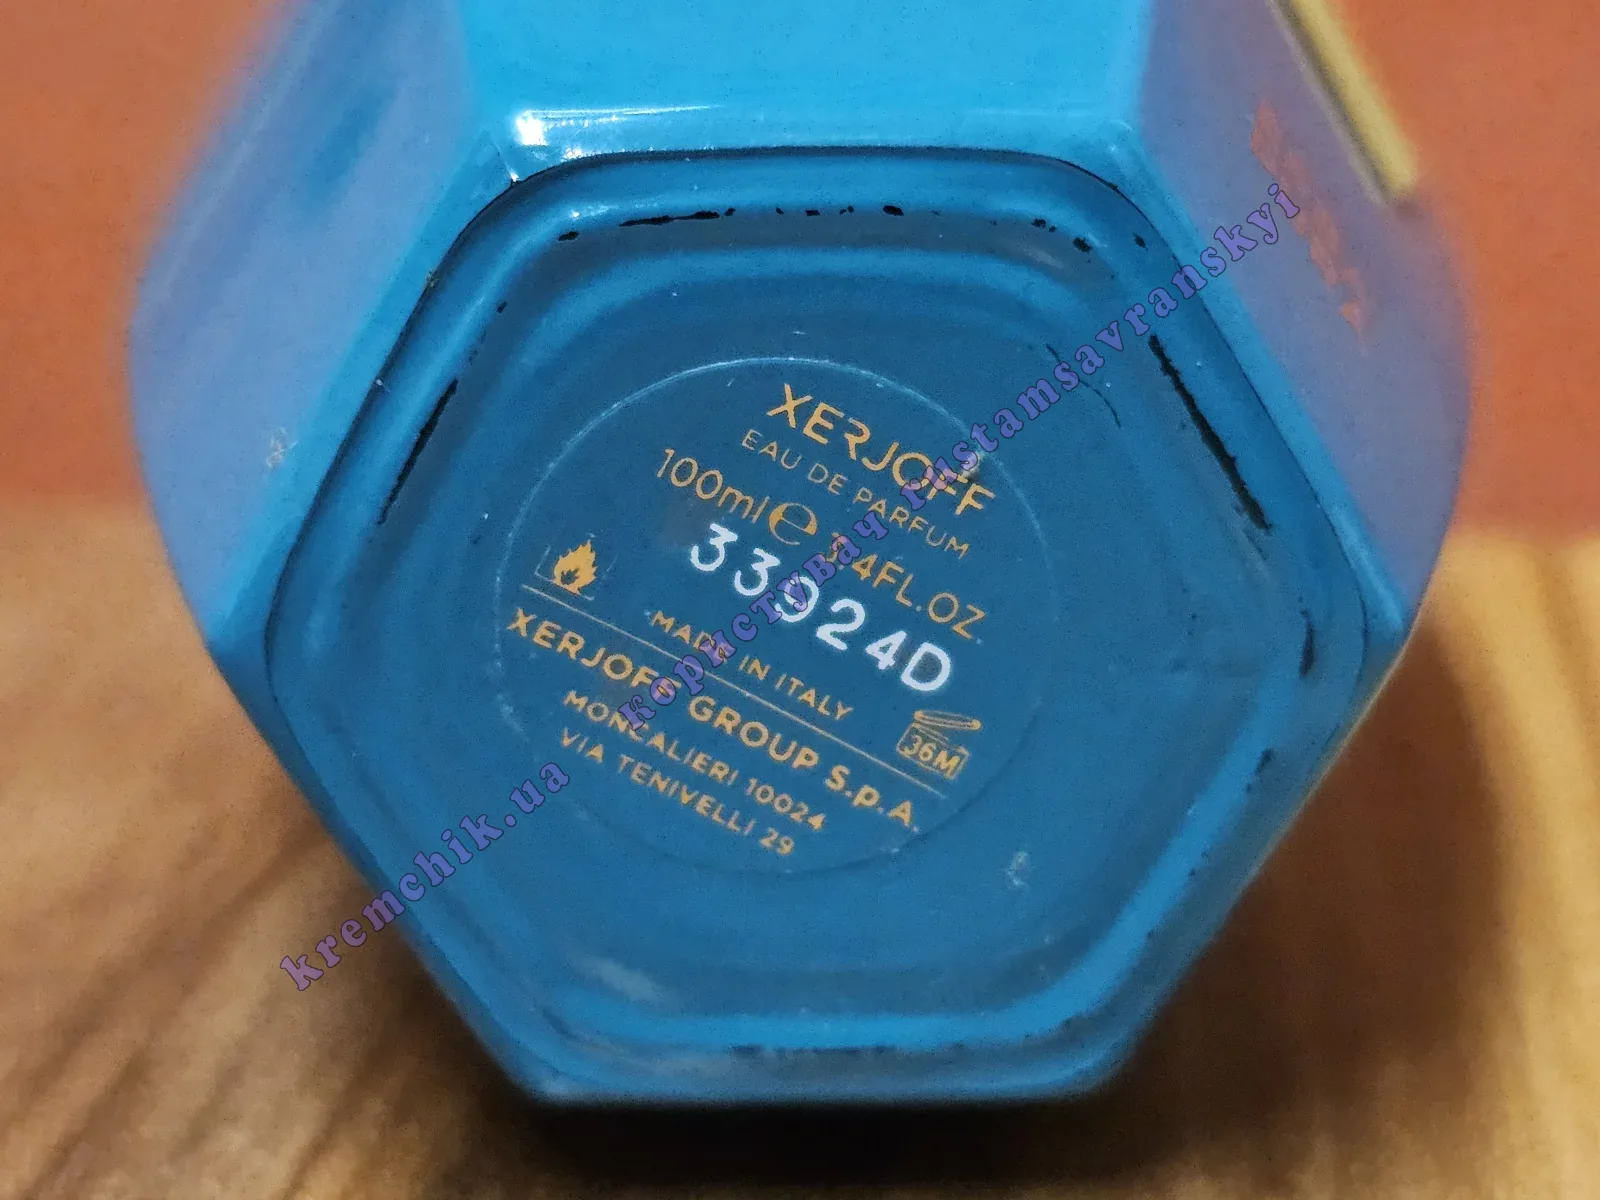 XERJOFF
EAU DE PARFUM
100ml ℮ 3.4FL.OZ.
33924D
MADE IN ITALY
36M
XERJOFF GROUP S.p.A.
MONCALIERI 10024
VIA TENIVELLI 29
kremchik.ua користувач rustamsavranskyi